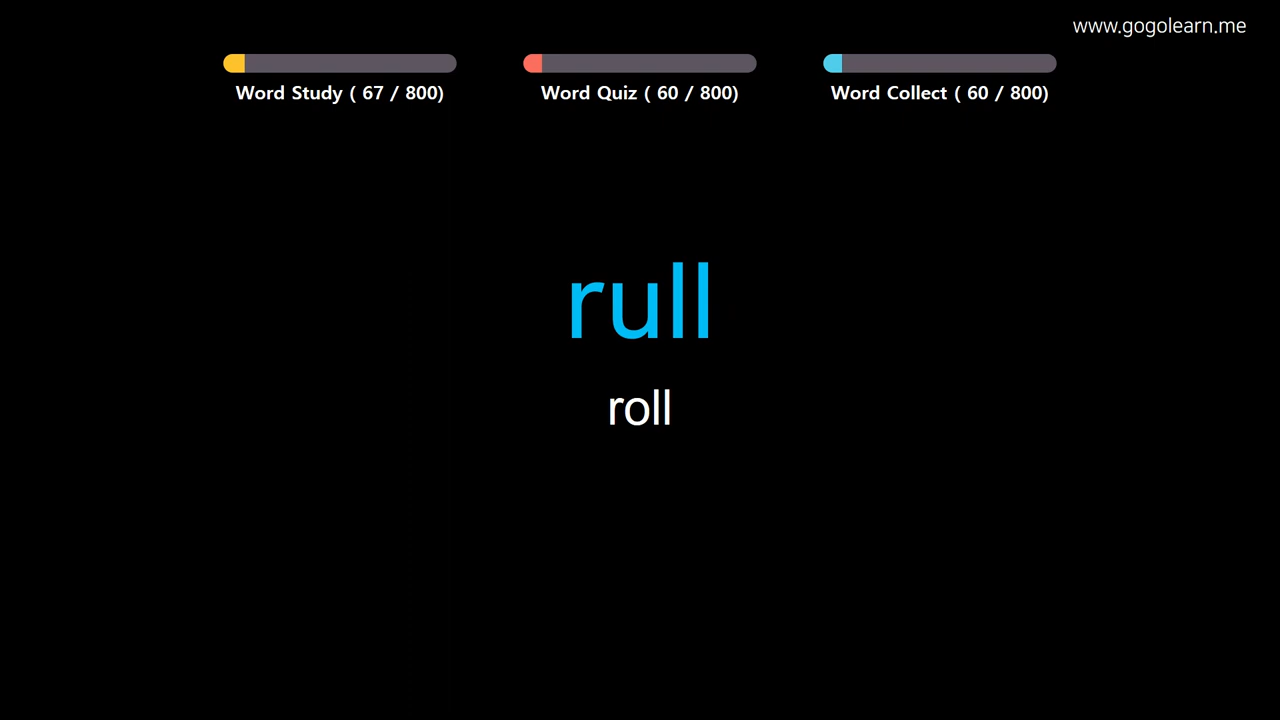 www.gogolearn.me
Word Study ( 67 / 800)
Word Quiz ( 60 / 800)
Word Collect ( 60 / 800)
rull
roll